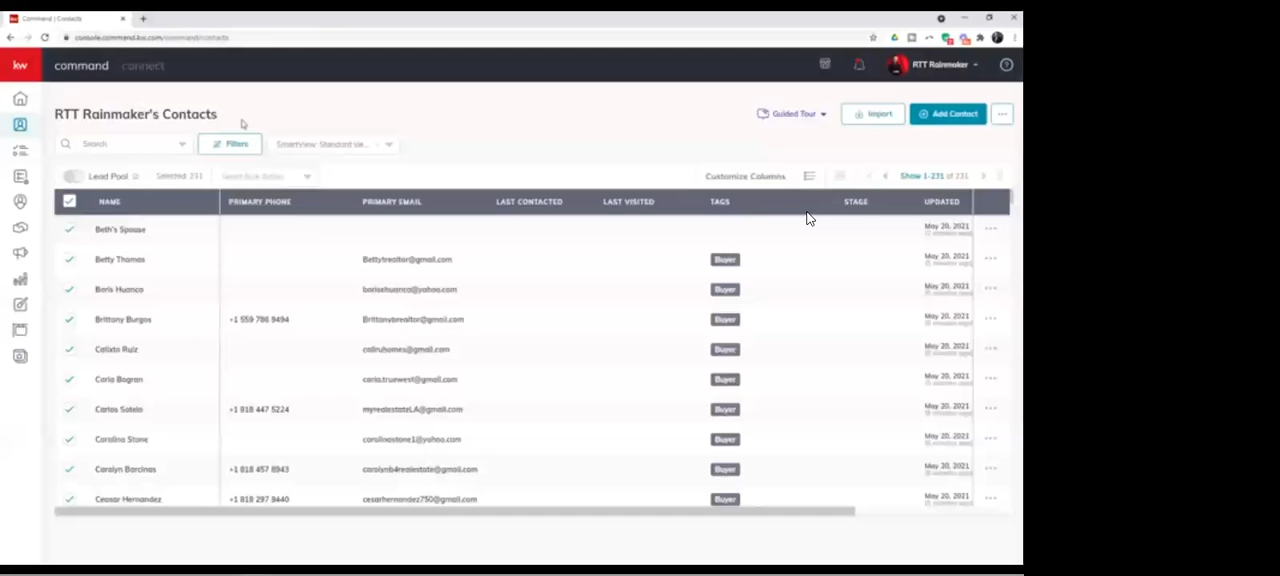 Command | Contacts
console.command.kw.com/command/contacts
kw command connect RTT Rainmaker
RTT Rainmaker's Contacts Guided Tour Import Add Contact
Search Filters SmartView: Standard Vie...
Lead Pool Selected: 231 Customize Columns Show 1-231 of 231
NAME PRIMARY PHONE PRIMARY EMAIL LAST CONTACTED LAST VISITED TAGS STAGE UPDATED
Beth's Spouse May 20, 2021
Betty Thomas Bettytrealtor@gmail.com Buyer May 20, 2021
Boris Huanca borisehuanca@yahoo.com Buyer May 20, 2021
Brittany Burgos +1 559 786 9494 Brittanybrealtor@gmail.com Buyer May 20, 2021
Calixto Ruiz caliruhomes@gmail.com Buyer May 20, 2021
Carla Bogran carla.truewest@gmail.com Buyer May 20, 2021
Carlos Sotelo +1 818 447 5224 myrealestateLA@gmail.com Buyer May 20, 2021
Carolina Stone carolinastone1@yahoo.com Buyer May 20, 2021
Carolyn Barcinas +1 818 457 8943 carolynb4realestate@gmail.com Buyer May 20, 2021
Ceasar Hernandez +1 818 297 9440 cesarhernandez750@gmail.com Buyer May 20, 2021